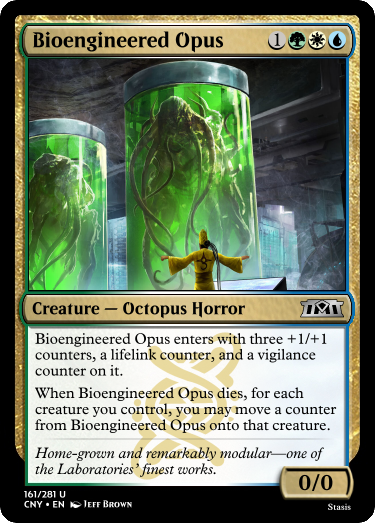 Bioengineered Opus 1
Creature — Octopus Horror
Bioengineered Opus enters with three +1/+1
counters, a lifelink counter, and a vigilance
counter on it.
When Bioengineered Opus dies, for each
creature you control, you may move a counter
from Bioengineered Opus onto that creature.
Home-grown and remarkably modular—one of
the Laboratories' finest works.
0/0
161/281 U
CNY • EN Jeff Brown
Stasis